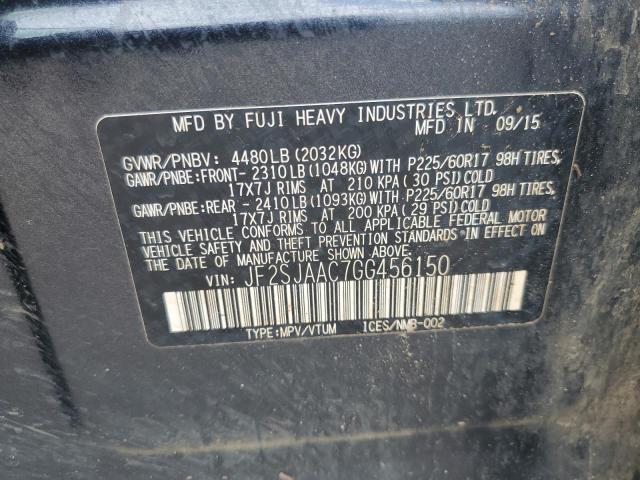 MFD BY FUJI HEAVY INDUSTRIES LTD.
MFD IN 09/15
GVWR/PNBV: 4480LB(2032KG)
GAWR/PNBE:FRONT- 2310LB(1048KG)WITH P225/60R17 98H TIRES,
17X7J RIMS AT 210 KPA(30 PSI)COLD
GAWR/PNBE:REAR - 2410LB(1093KG)WITH P225/60R17 98H TIRES,
17X7J RIMS AT 200 KPA(29 PSI)COLD
THIS VEHICLE CONFORMS TO ALL APPLICABLE FEDERAL MOTOR
VEHICLE SAFETY AND THEFT PREVENTION STANDARDS IN EFFECT ON
THE DATE OF MANUFACTURE SHOWN ABOVE.
VIN: JF2SJAAC7GG456150
TYPE:MPV/VTUM ICES/NMB-002